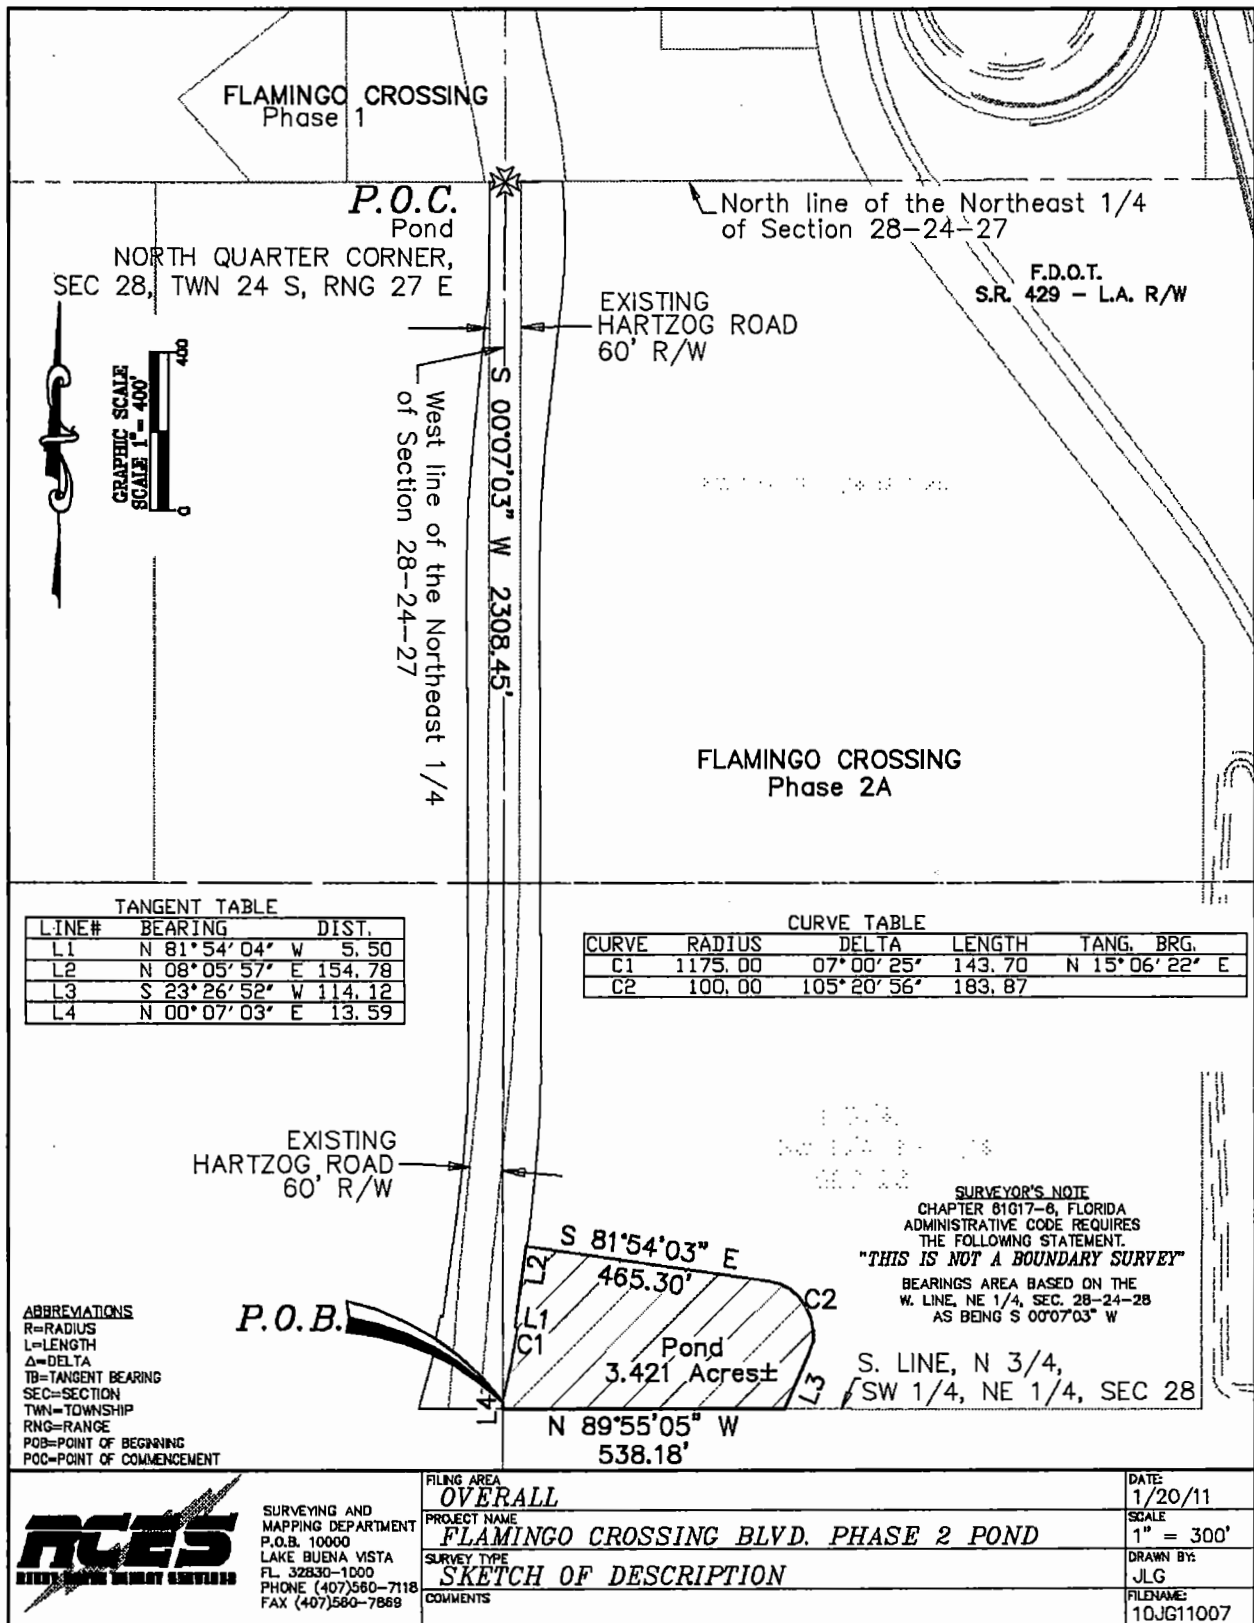 FLAMINGO CROSSING
Phase 1
P.O.C.
Pond
NORTH QUARTER CORNER,
SEC 28, TWN 24 S, RNG 27 E
North line of the Northeast 1/4
of Section 28-24-27
F.D.O.T.
S.R. 429 - L.A. R/W
EXISTING
HARTZOG ROAD
60' R/W
GRAPHIC SCALE
SCALE 1" = 400'
0
400
West line of the Northeast 1/4
of Section 28-24-27
S 00°07'03" W 2308.45'
FLAMINGO CROSSING
Phase 2A
TANGENT TABLE
LINE# BEARING DIST.
L1 N 81°54'04" W 5.50
L2 N 08°05'57" E 154.78
L3 S 23°26'52" W 114.12
L4 N 00°07'03" E 13.59
CURVE TABLE
CURVE RADIUS DELTA LENGTH TANG. BRG.
C1 1175.00 07°00'25" 143.70 N 15°06'22" E
C2 100.00 105°20'56" 183.87
EXISTING
HARTZOG ROAD
60' R/W
SURVEYOR'S NOTE
CHAPTER 61G17-6, FLORIDA
ADMINISTRATIVE CODE REQUIRES
THE FOLLOWING STATEMENT.
"THIS IS NOT A BOUNDARY SURVEY"
BEARINGS AREA BASED ON THE
W. LINE, NE 1/4, SEC. 28-24-28
AS BEING S 00°07'03" W
S 81°54'03" E
465.30'
L2
C2
L1
C1
P.O.B.
Pond
3.421 Acres±
L3
L4
S. LINE, N 3/4,
SW 1/4, NE 1/4, SEC 28
N 89°55'05" W
538.18'
ABBREVIATIONS
R=RADIUS
L=LENGTH
Δ=DELTA
TB=TANGENT BEARING
SEC=SECTION
TWN=TOWNSHIP
RNG=RANGE
POB=POINT OF BEGINNING
POC=POINT OF COMMENCEMENT
RCES
SURVEYING AND
MAPPING DEPARTMENT
P.O.B. 10000
LAKE BUENA VISTA
FL. 32830-1000
PHONE (407)560-7118
FAX (407)560-7869
FILING AREA
OVERALL
PROJECT NAME
FLAMINGO CROSSING BLVD. PHASE 2 POND
SURVEY TYPE
SKETCH OF DESCRIPTION
COMMENTS
DATE:
1/20/11
SCALE
1" = 300'
DRAWN BY:
JLG
FILENAME:
10JG11007